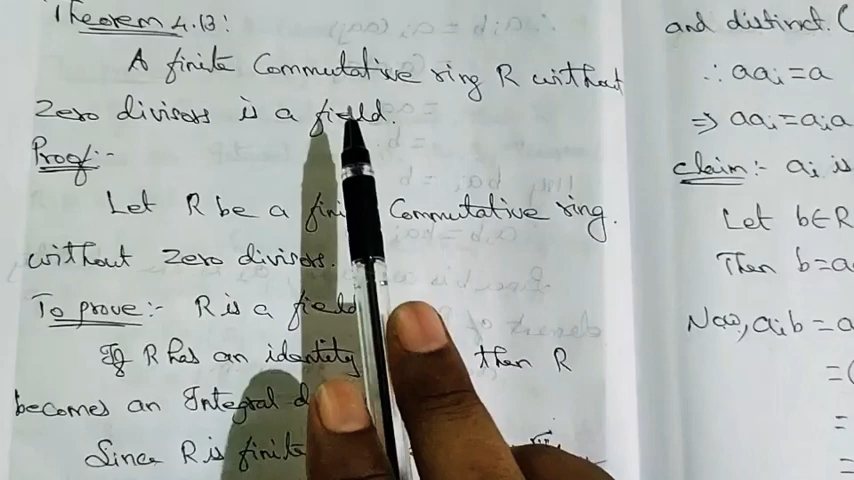 Theorem 4.13:
A finite Commutative ring R without
Zero divisors is a field.
Proof:-
Let R be a fini Commutative ring
without Zero divisors.
To prove:- R is a field
If R has an identity then R
becomes an Integral d
Since R is finite
and distinct. (
∴ aai = a
⇒ aai = aia
claim:- ai is
Let b∈R
Then b=a
Now, aib = a
= (
=
=